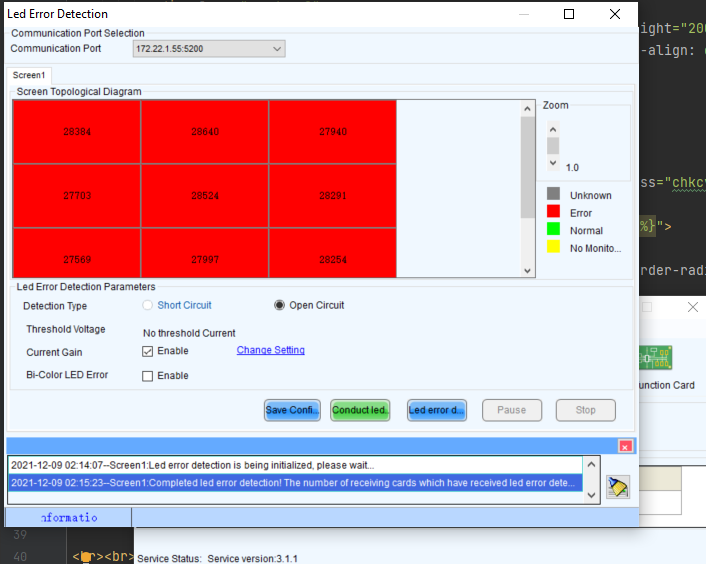 Led Error Detection
Communication Port Selection
Communication Port 172.22.1.55:5200
Screen1
Screen Topological Diagram
28384 28640 27940
27703 28524 28291
27569 27997 28254
Zoom
1.0
Unknown
Error
Normal
No Monito...
Led Error Detection Parameters
Detection Type Short Circuit Open Circuit
Threshold Voltage No threshold Current
Current Gain Enable Change Setting
Bi-Color LED Error Enable
Save Confi... Conduct led... Led error d... Pause Stop
2021-12-09 02:14:07--Screen1:Led error detection is being initialized, please wait...
2021-12-09 02:15:23--Screen1:Completed led error detection! The number of receiving cards which have received led error dete...
nformatio
ight="200
-align: c
ss="chkcv
%}">
rder-radi
unction Card
39
40 <br><br>
Service Status: Service version:3.1.1